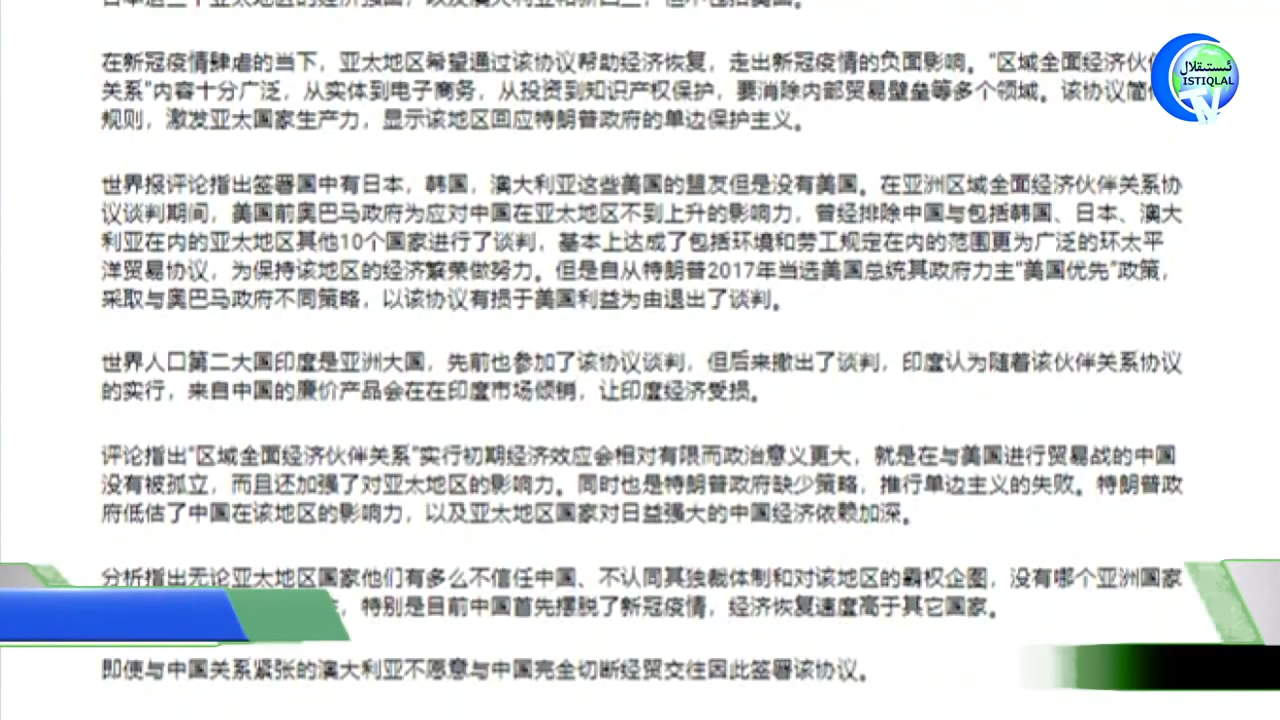 日本这三个亚太地区的经济强国，以及澳大利亚和新西兰，但不包括美国。
在新冠疫情肆虐的当下，亚太地区希望通过该协议帮助经济恢复，走出新冠疫情的负面影响。“区域全面经济伙
关系”内容十分广泛，从实体到电子商务，从投资到知识产权保护，要消除内部贸易壁垒等多个领域。该协议简
规则，激发亚太国家生产力，显示该地区回应特朗普政府的单边保护主义。
世界报评论指出签署国中有日本，韩国，澳大利亚这些美国的盟友但是没有美国。在亚洲区域全面经济伙伴关系协
议谈判期间，美国前奥巴马政府为应对中国在亚太地区不到上升的影响力，曾经排除中国与包括韩国、日本、澳大
利亚在内的亚太地区其他10个国家进行了谈判，基本上达成了包括环境和劳工规定在内的范围更为广泛的环太平
洋贸易协议，为保持该地区的经济繁荣做努力。但是自从特朗普2017年当选美国总统其政府力主“美国优先”政策，
采取与奥巴马政府不同策略，以该协议有损于美国利益为由退出了谈判。
世界人口第二大国印度是亚洲大国，先前也参加了该协议谈判，但后来撤出了谈判，印度认为随着该伙伴关系协议
的实行，来自中国的廉价产品会在在印度市场倾销，让印度经济受损。
评论指出“区域全面经济伙伴关系”实行初期经济效应会相对有限而政治意义更大，就是在与美国进行贸易战的中国
没有被孤立，而且还加强了对亚太地区的影响力。同时也是特朗普政府缺少策略，推行单边主义的失败。特朗普政
府低估了中国在该地区的影响力，以及亚太地区国家对日益强大的中国经济依赖加深。
分析指出无论亚太地区国家他们有多么不信任中国、不认同其独裁体制和对该地区的霸权企图，没有哪个亚洲国家
，特别是目前中国首先摆脱了新冠疫情，经济恢复速度高于其它国家。
即使与中国关系紧张的澳大利亚不愿意与中国完全切断经贸交往因此签署该协议。
ئىستىقلال
ISTIQLAL
TV